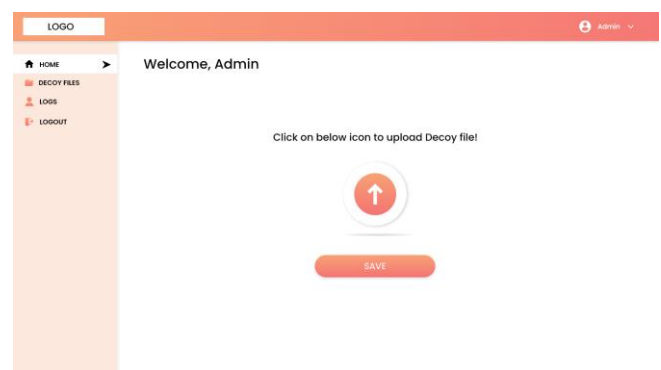 LOGO
Admin
HOME
DECOY FILES
LOGS
LOGOUT
Welcome, Admin
Click on below icon to upload Decoy file!
SAVE